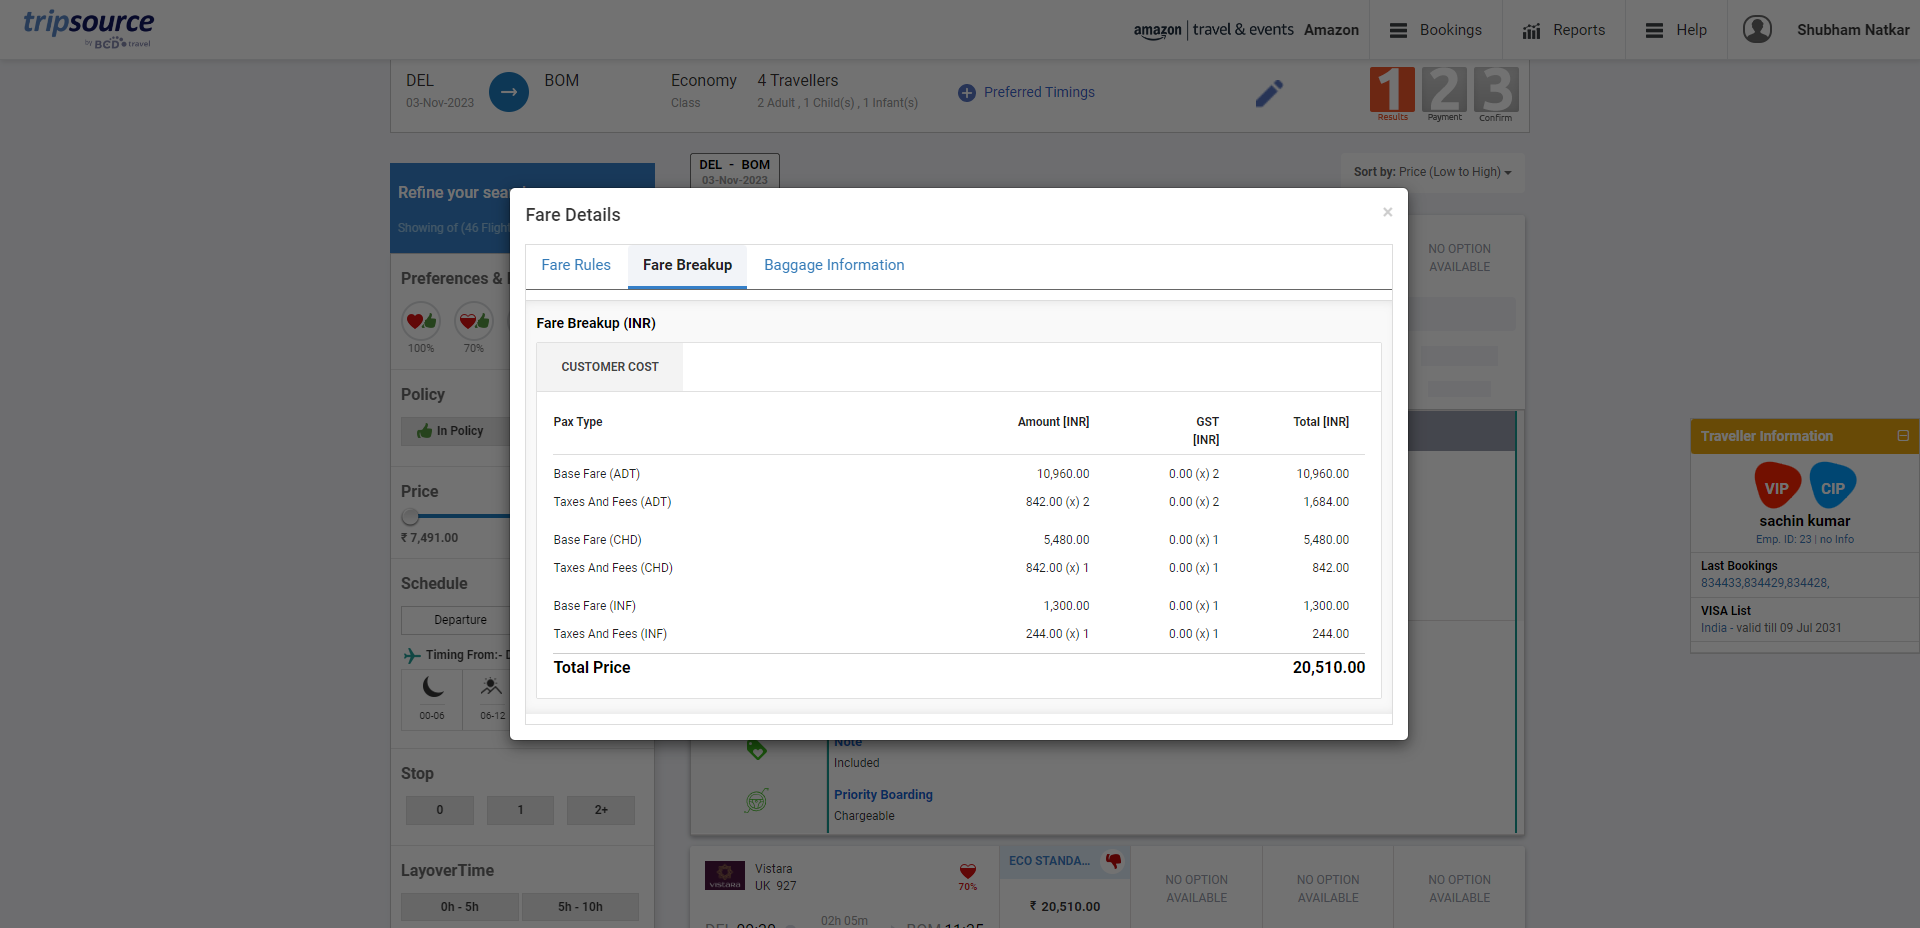 tripsource
by BCD travel
amazon | travel & events Amazon
Bookings
Reports
Help
Shubham Natkar
DEL
03-Nov-2023
BOM
Economy
Class
4 Travellers
2 Adult , 1 Child(s) , 1 Infant(s)
Preferred Timings
1 2 3
Results Payment Confirm
Refine your sea
Showing of (46 Fligh
DEL - BOM
03-Nov-2023
Sort by: Price (Low to High)
Fare Details
×
Fare Rules
Fare Breakup
Baggage Information
Fare Breakup (INR)
CUSTOMER COST
Pax Type Amount [INR] GST [INR] Total [INR]
Base Fare (ADT) 10,960.00 0.00 (x) 2 10,960.00
Taxes And Fees (ADT) 842.00 (x) 2 0.00 (x) 2 1,684.00
Base Fare (CHD) 5,480.00 0.00 (x) 1 5,480.00
Taxes And Fees (CHD) 842.00 (x) 1 0.00 (x) 1 842.00
Base Fare (INF) 1,300.00 0.00 (x) 1 1,300.00
Taxes And Fees (INF) 244.00 (x) 1 0.00 (x) 1 244.00
Total Price 20,510.00
Preferences &
100% 70%
Policy
In Policy
Price
₹ 7,491.00
Schedule
Departure
Timing From:- D
00-06 06-12
Stop
0 1 2+
LayoverTime
0h - 5h 5h - 10h
NO OPTION
AVAILABLE
Note
Included
Priority Boarding
Chargeable
VISTARA
Vistara
UK 927
70%
02h 05m
ECO STANDA...
₹ 20,510.00
NO OPTION
AVAILABLE
NO OPTION
AVAILABLE
NO OPTION
AVAILABLE
Traveller Information
VIP CIP
sachin kumar
Emp. ID: 23 | no Info
Last Bookings
834433,834429,834428,
VISA List
India - valid till 09 Jul 2031